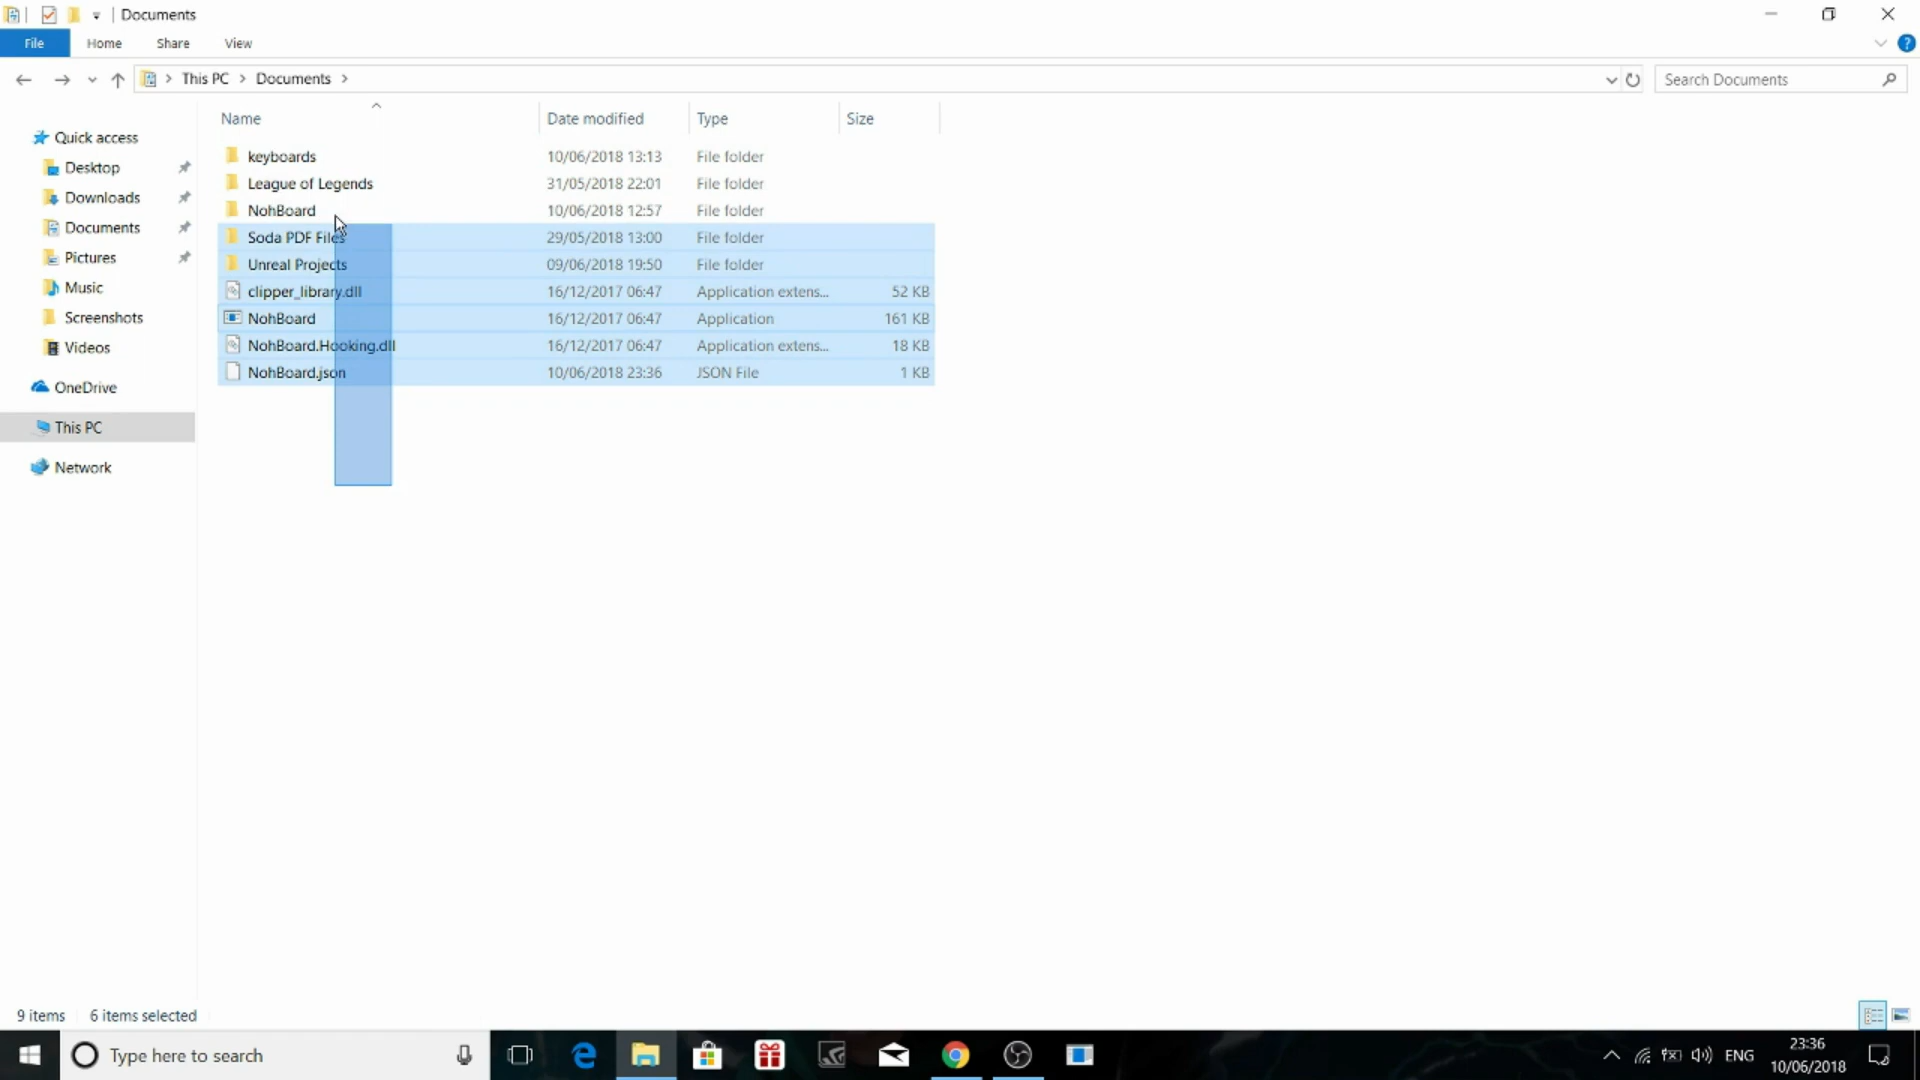 Documents
File Home Share View
This PC Documents Search Documents
Name Date modified Type Size
Quick access
Desktop
Downloads
Documents
Pictures
Music
Screenshots
Videos
OneDrive
This PC
Network
keyboards 10/06/2018 13:13 File folder
League of Legends 31/05/2018 22:01 File folder
NohBoard 10/06/2018 12:57 File folder
Soda PDF Files 29/05/2018 13:00 File folder
Unreal Projects 09/06/2018 19:50 File folder
clipper_library.dll 16/12/2017 06:47 Application extens... 52 KB
NohBoard 16/12/2017 06:47 Application 161 KB
NohBoard.Hooking.dll 16/12/2017 06:47 Application extens... 18 KB
NohBoard.json 10/06/2018 23:36 JSON File 1 KB
9 items 6 items selected
Type here to search
ENG
23:36
10/06/2018